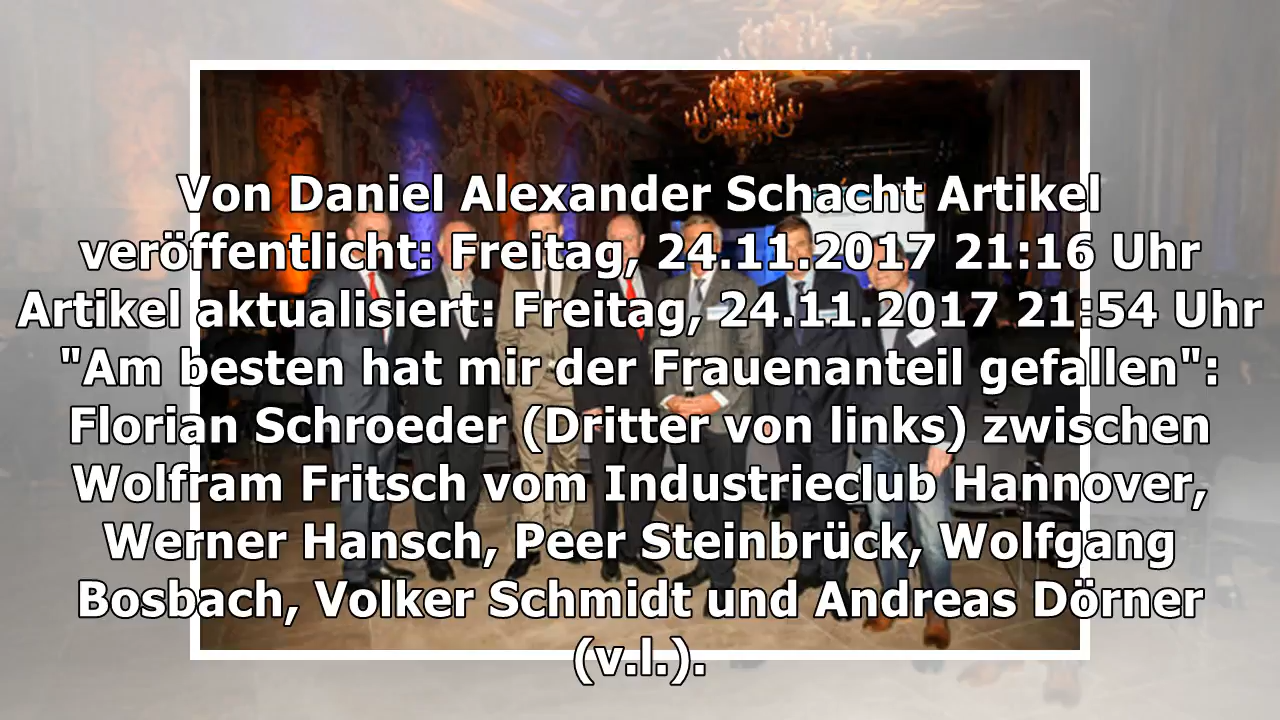 Von Daniel Alexander Schacht Artikel
veröffentlicht: Freitag, 24.11.2017 21:16 Uhr
Artikel aktualisiert: Freitag, 24.11.2017 21:54 Uhr
"Am besten hat mir der Frauenanteil gefallen":
Florian Schroeder (Dritter von links) zwischen
Wolfram Fritsch vom Industrieclub Hannover,
Werner Hansch, Peer Steinbrück, Wolfgang
Bosbach, Volker Schmidt und Andreas Dörner
(v.l.).